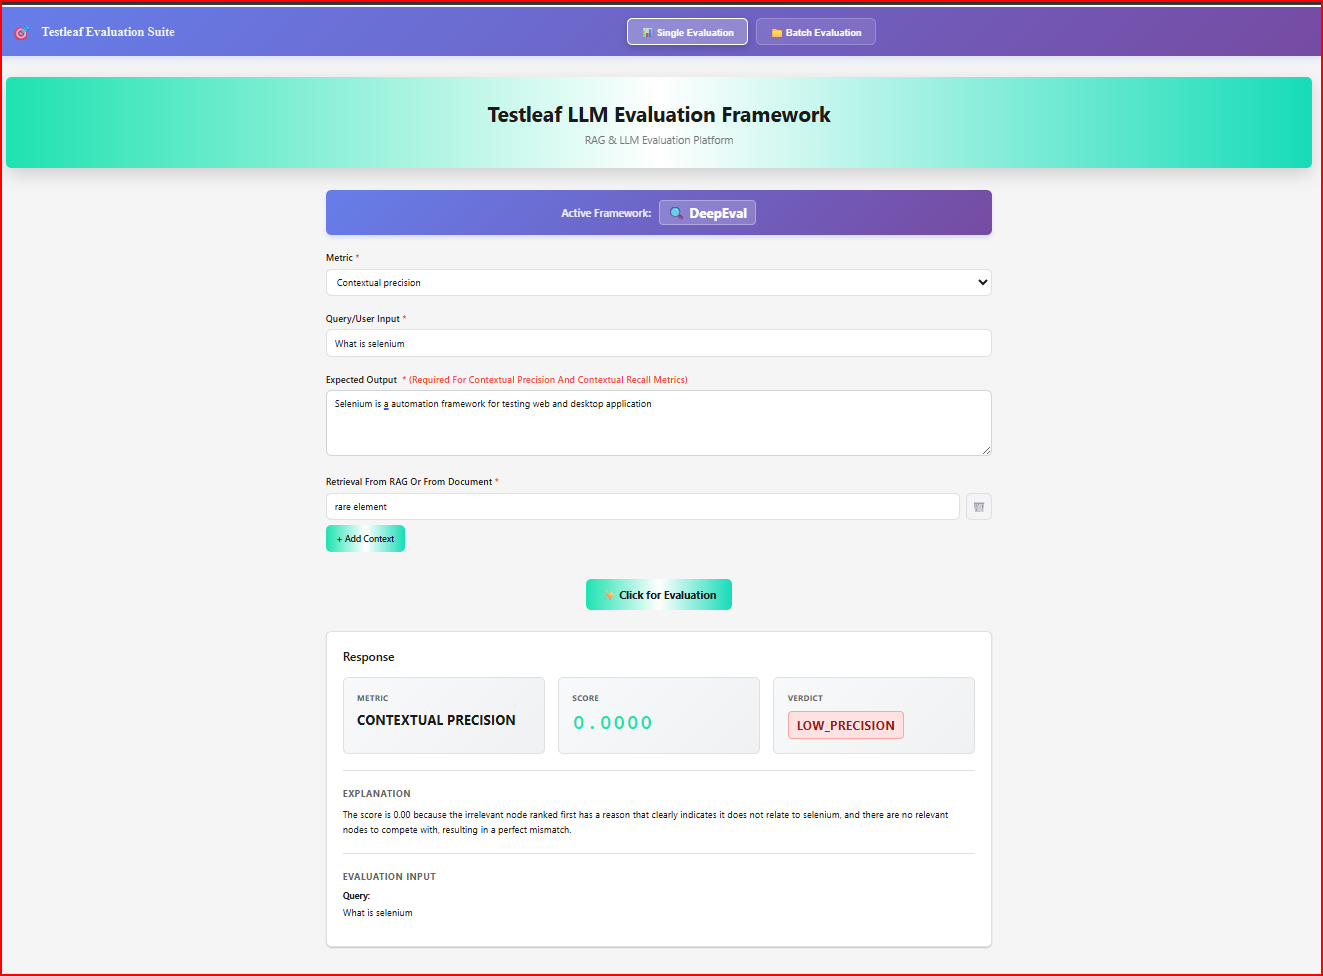 Testleaf Evaluation Suite
Single Evaluation
Batch Evaluation
Testleaf LLM Evaluation Framework
RAG & LLM Evaluation Platform
Active Framework:
DeepEval
Metric *
Contextual precision
Query/User Input *
What is selenium
Expected Output * (Required For Contextual Precision And Contextual Recall Metrics)
Selenium is a automation framework for testing web and desktop application
Retrieval From RAG Or From Document *
rare element
+ Add Context
Click for Evaluation
Response
METRIC
CONTEXTUAL PRECISION
SCORE
0.0000
VERDICT
LOW_PRECISION
EXPLANATION
The score is 0.00 because the irrelevant node ranked first has a reason that clearly indicates it does not relate to selenium, and there are no relevant
nodes to compete with, resulting in a perfect mismatch.
EVALUATION INPUT
Query:
What is selenium